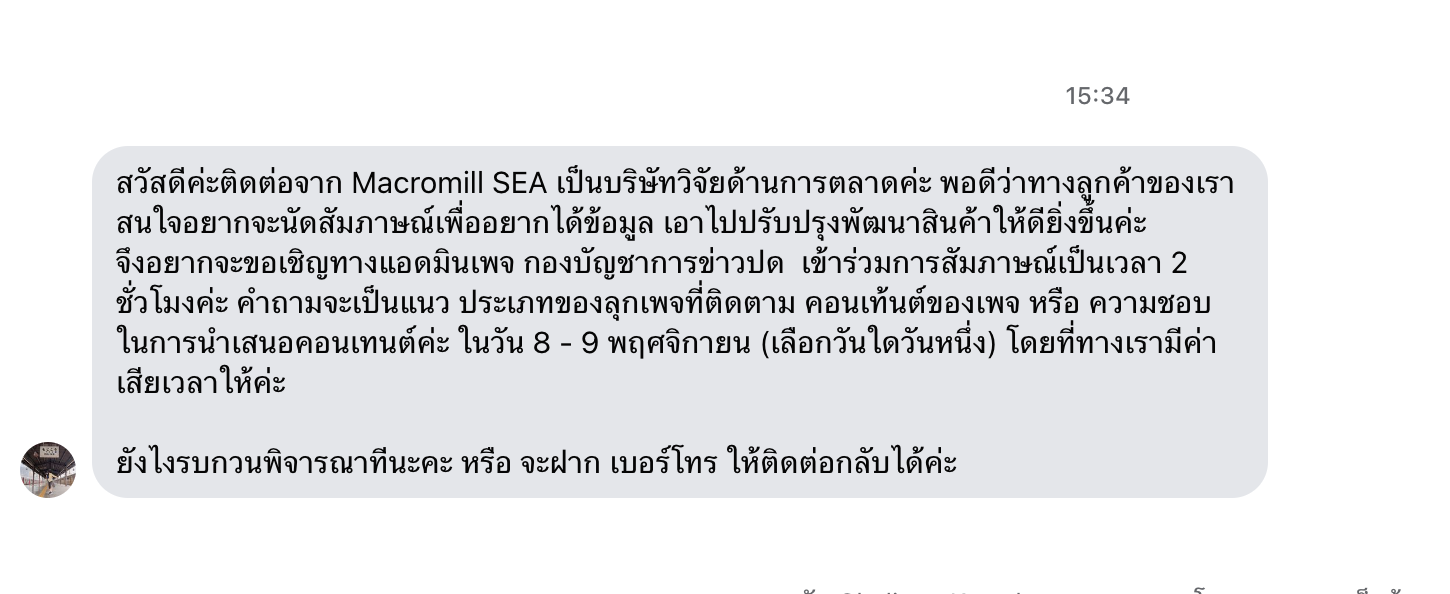 15:34
สวัสดีค่ะติดต่อจาก Macromill SEA เป็นบริษัทวิจัยด้านการตลาดค่ะ พอดีว่าทางลูกค้าของเรา
สนใจอยากจะนัดสัมภาษณ์เพื่ออยากได้ข้อมูล เอาไปปรับปรุงพัฒนาสินค้าให้ดียิ่งขึ้นค่ะ
จึงอยากจะขอเชิญทางแอดมินเพจ กองบัญชาการข่าวปด  เข้าร่วมการสัมภาษณ์เป็นเวลา 2
ชั่วโมงค่ะ คำถามจะเป็นแนว ประเภทของลุกเพจที่ติดตาม คอนเท้นต์ของเพจ หรือ ความชอบ
ในการนำเสนอคอนเทนต์ค่ะ ในวัน 8 - 9 พฤศจิกายน (เลือกวันใดวันหนึ่ง) โดยที่ทางเรามีค่า
เสียเวลาให้ค่ะ
ยังไงรบกวนพิจารณาทีนะคะ หรือ จะฝาก เบอร์โทร ให้ติดต่อกลับได้ค่ะ